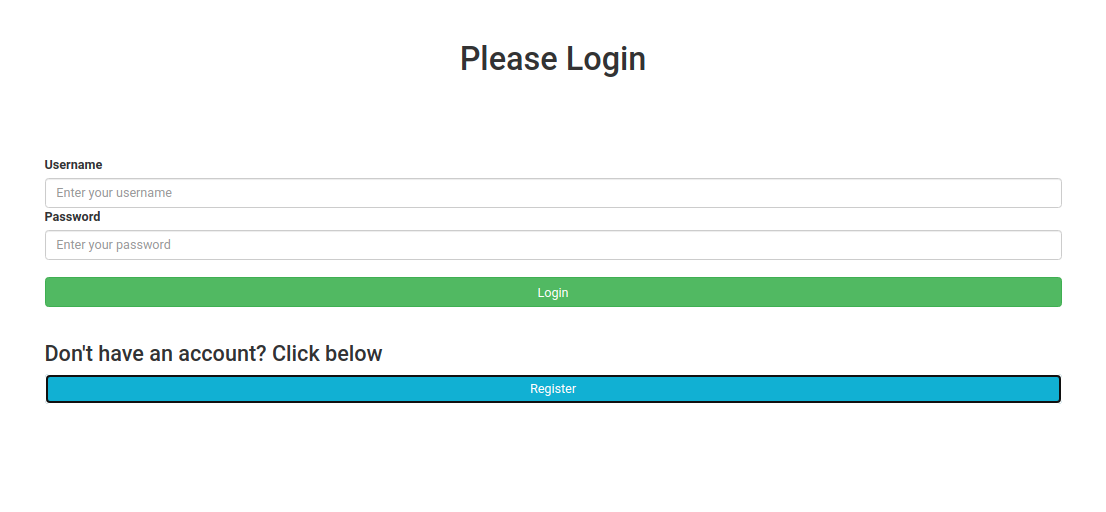 Please Login
Username
Enter your username
Password
Enter your password
Login
Don't have an account? Click below
Register